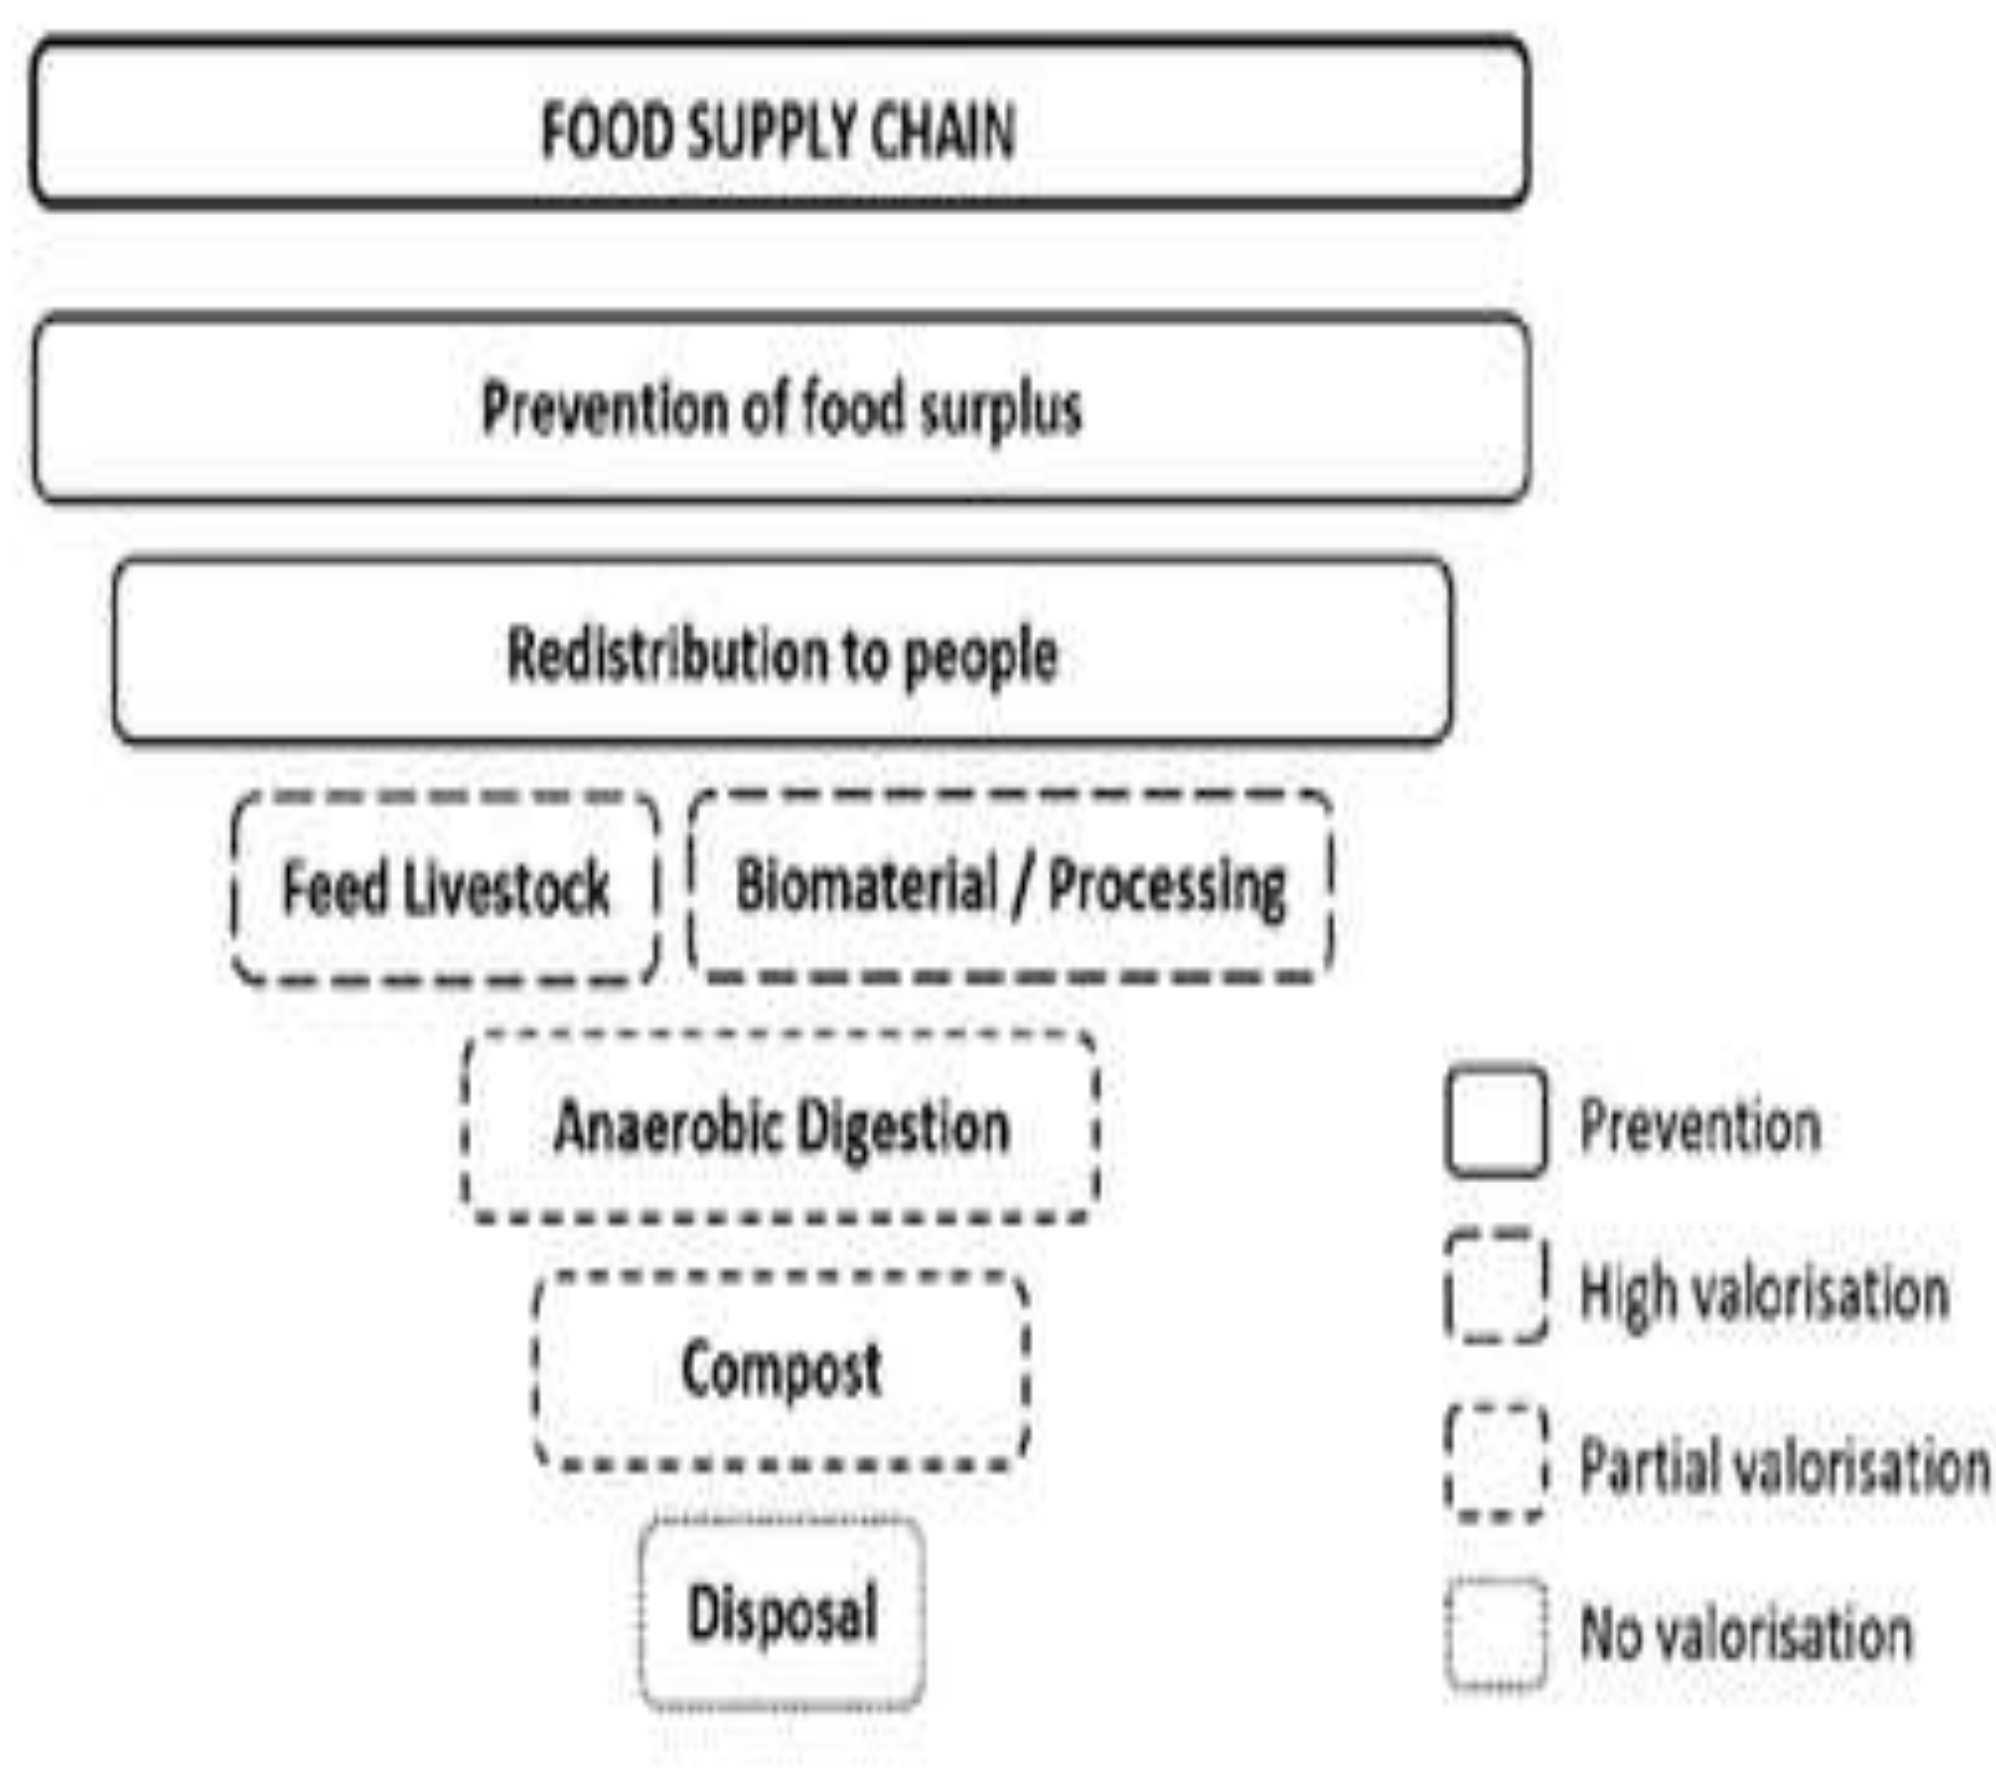 FOOD SUPPLY CHAIN
Prevention of food surplus
Redistribution to people
Feed Livestock
Biomaterial / Processing
Anaerobic Digestion
Compost
Disposal
Prevention
High valorisation
Partial valorisation
No valorisation